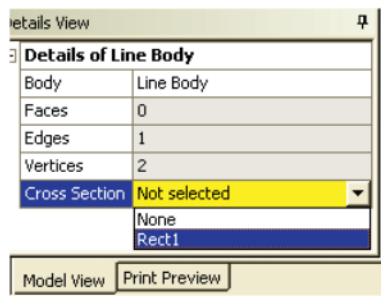 etails View
Details of Line Body
Body Line Body
Faces 0
Edges 1
Vertices 2
Cross Section Not selected
None
Rect1
Model View Print Preview